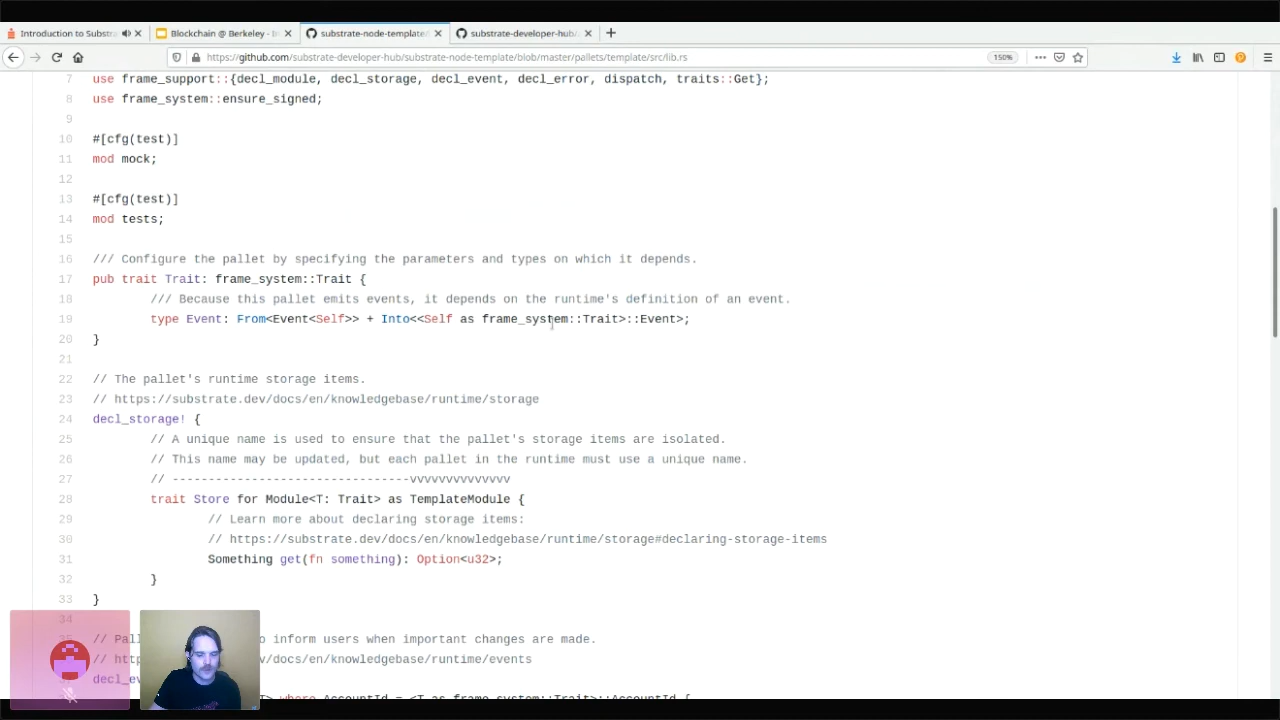 Introduction to Substr
Blockchain @ Berkeley -
substrate-node-template/
substrate-developer-hub/
https://github.com/substrate-developer-hub/substrate-node-template/blob/master/pallets/template/src/lib.rs
150%
7 use frame_support::{decl_module, decl_storage, decl_event, decl_error, dispatch, traits::Get};
8 use frame_system::ensure_signed;
9
10 #[cfg(test)]
11 mod mock;
12
13 #[cfg(test)]
14 mod tests;
15
16 /// Configure the pallet by specifying the parameters and types on which it depends.
17 pub trait Trait: frame_system::Trait {
18 /// Because this pallet emits events, it depends on the runtime's definition of an event.
19 type Event: From<Event<Self>> + Into<<Self as frame_system::Trait>::Event>;
20 }
21
22 // The pallet's runtime storage items.
23 // https://substrate.dev/docs/en/knowledgebase/runtime/storage
24 decl_storage! {
25 // A unique name is used to ensure that the pallet's storage items are isolated.
26 // This name may be updated, but each pallet in the runtime must use a unique name.
27 // ---------------------------------vvvvvvvvvvvvvv
28 trait Store for Module<T: Trait> as TemplateModule {
29 // Learn more about declaring storage items:
30 // https://substrate.dev/docs/en/knowledgebase/runtime/storage#declaring-storage-items
31 Something get(fn something): Option<u32>;
32 }
33 }
34
// Pal o inform users when important changes are made.
// htt v/docs/en/knowledgebase/runtime/events
decl_ev T> where AccountId = <T as frame_system::Trait>::AccountId {